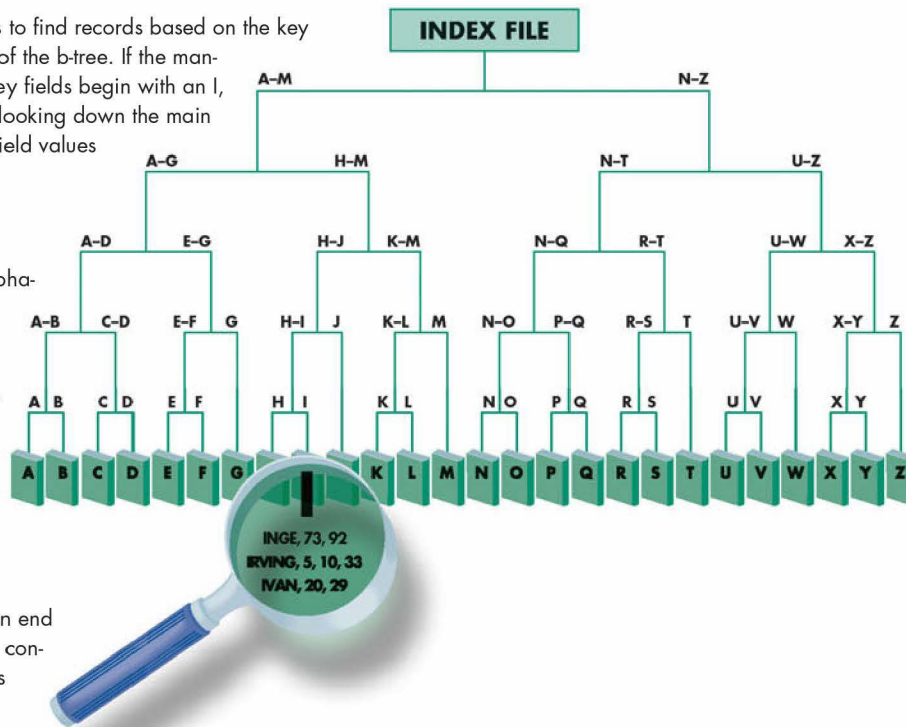 s to find records based on the key
of the b-tree. If the man-
ey fields begin with an I,
looking down the main
ield values
pha-
n end
con-
s
INDEX FILE
A–M N–Z
A–G H–M N–T U–Z
A–D E–G H–J K–M N–Q R–T U–W X–Z
A–B C–D E–F G H–I J K–L M N–O P–Q R–S T U–V W X–Y Z
A B C D E F H I K L N O P Q R S U V X Y
A B C D E F G K L M N O P Q R S T U V W X Y Z
I
INGE, 73, 92
IRVING, 5, 10, 33
IVAN, 20, 29